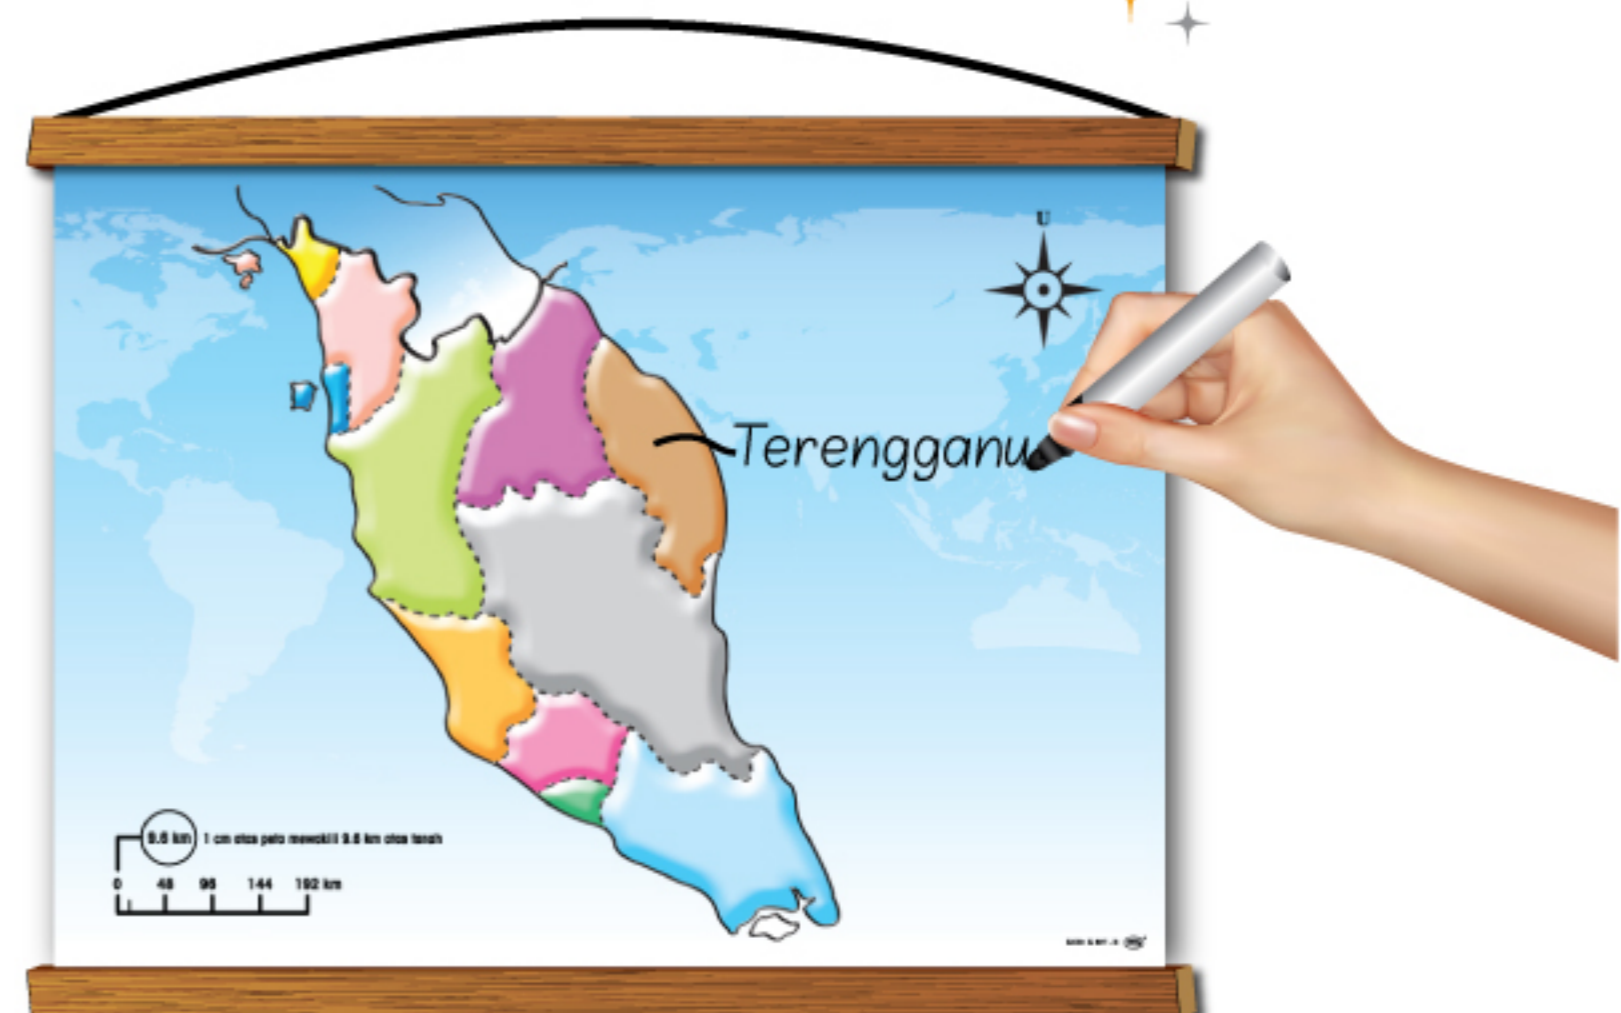 U
Terengganu
9.6 km 1 cm atas peta mewakili 9.6 km atas tanah
0 48 96 144 192 km